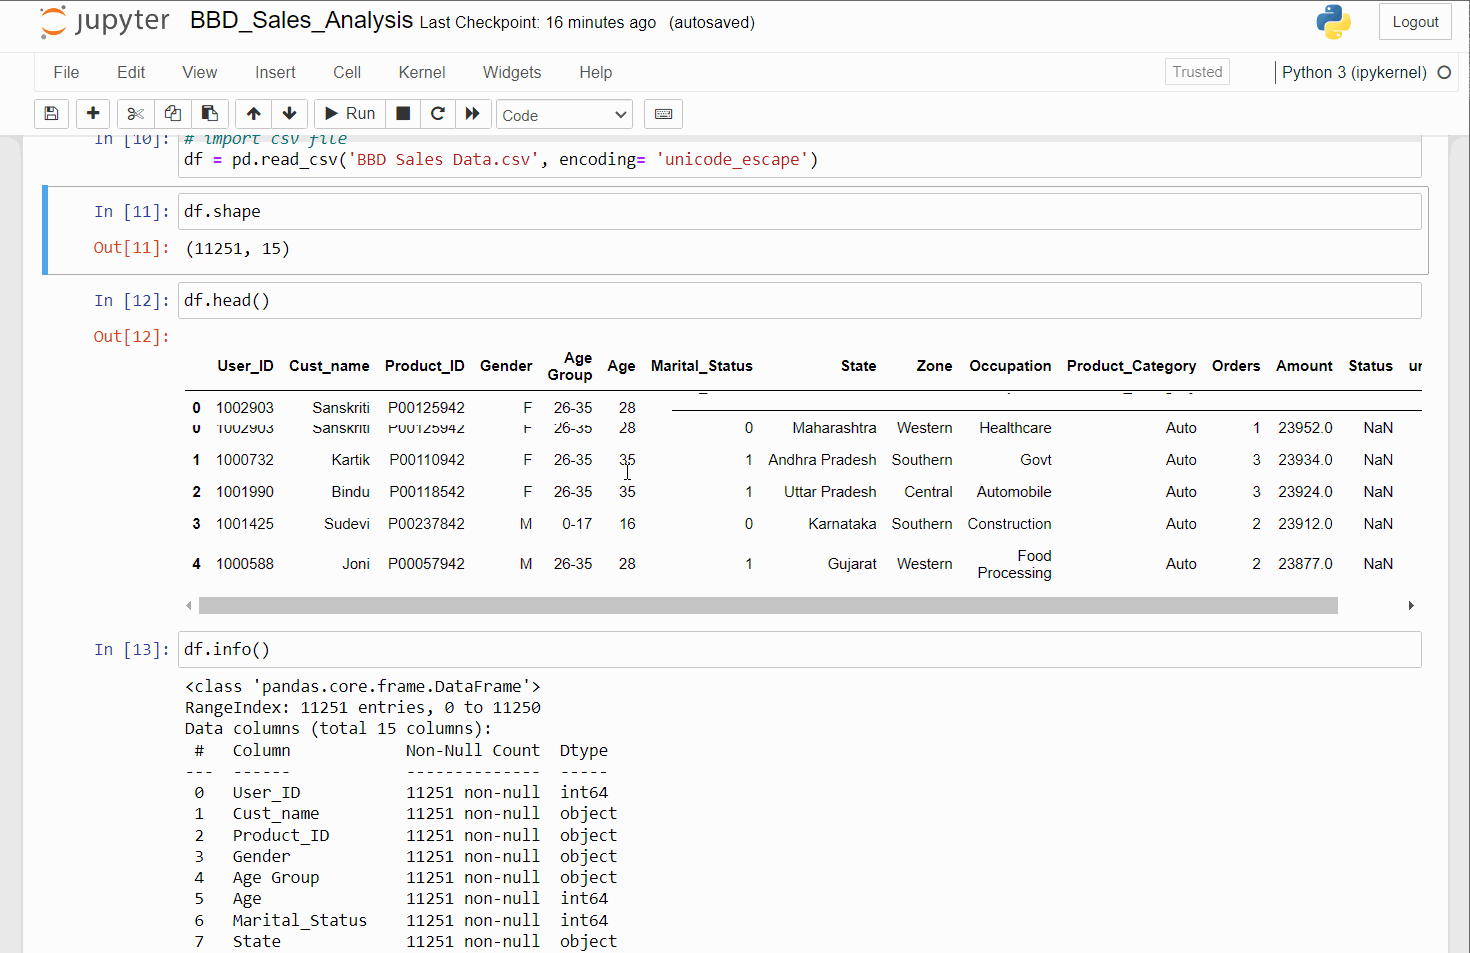 jupyter BBD_Sales_Analysis Last Checkpoint: 16 minutes ago (autosaved) Logout
File Edit View Insert Cell Kernel Widgets Help Trusted Python 3 (ipykernel)
Run Code
In [10]: # import csv file
df = pd.read_csv('BBD Sales Data.csv', encoding= 'unicode_escape')
In [11]: df.shape
Out[11]: (11251, 15)
In [12]: df.head()
Out[12]:
User_ID Cust_name Product_ID Gender Age Group Age Marital_Status State Zone Occupation Product_Category Orders Amount Status
0 1002903 Sanskriti P00125942 F 26-35 28
0 1002903 Sanskriti P00125942 F 26-35 28 0 Maharashtra Western Healthcare Auto 1 23952.0 NaN
1 1000732 Kartik P00110942 F 26-35 35 1 Andhra Pradesh Southern Govt Auto 3 23934.0 NaN
2 1001990 Bindu P00118542 F 26-35 35 1 Uttar Pradesh Central Automobile Auto 3 23924.0 NaN
3 1001425 Sudevi P00237842 M 0-17 16 0 Karnataka Southern Construction Auto 2 23912.0 NaN
4 1000588 Joni P00057942 M 26-35 28 1 Gujarat Western Food Processing Auto 2 23877.0 NaN
In [13]: df.info()
<class 'pandas.core.frame.DataFrame'>
RangeIndex: 11251 entries, 0 to 11250
Data columns (total 15 columns):
# Column Non-Null Count Dtype
--- ------ -------------- -----
0 User_ID 11251 non-null int64
1 Cust_name 11251 non-null object
2 Product_ID 11251 non-null object
3 Gender 11251 non-null object
4 Age Group 11251 non-null object
5 Age 11251 non-null int64
6 Marital_Status 11251 non-null int64
7 State 11251 non-null object